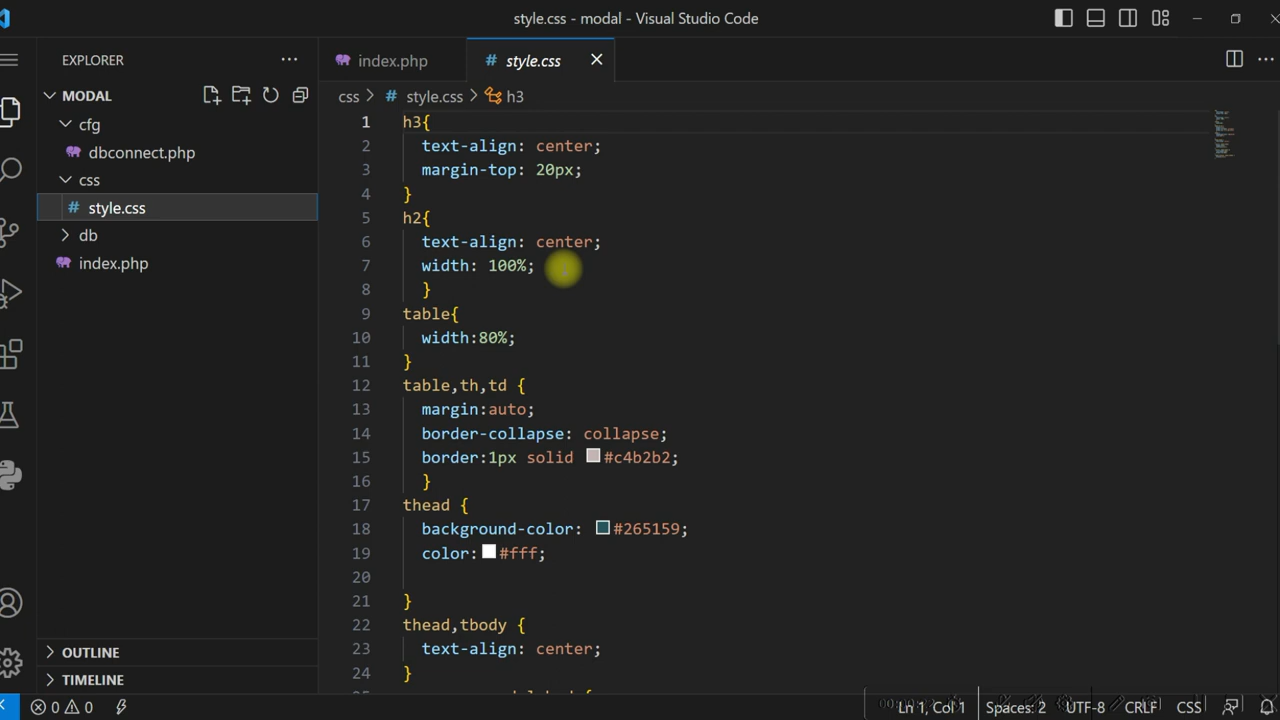 style.css - modal - Visual Studio Code
EXPLORER
MODAL
cfg
dbconnect.php
css
style.css
db
index.php
OUTLINE
TIMELINE
index.php
# style.css
css > # style.css > h3
1 h3{
2 text-align: center;
3 margin-top: 20px;
4 }
5 h2{
6 text-align: center;
7 width: 100%;
8 }
9 table{
10 width:80%;
11 }
12 table,th,td {
13 margin:auto;
14 border-collapse: collapse;
15 border:1px solid #c4b2b2;
16 }
17 thead {
18 background-color: #265159;
19 color:#fff;
20
21 }
22 thead,tbody {
23 text-align: center;
24 }
0 0
Ln 1, Col 1 Spaces: 2 UTF-8 CRLF CSS